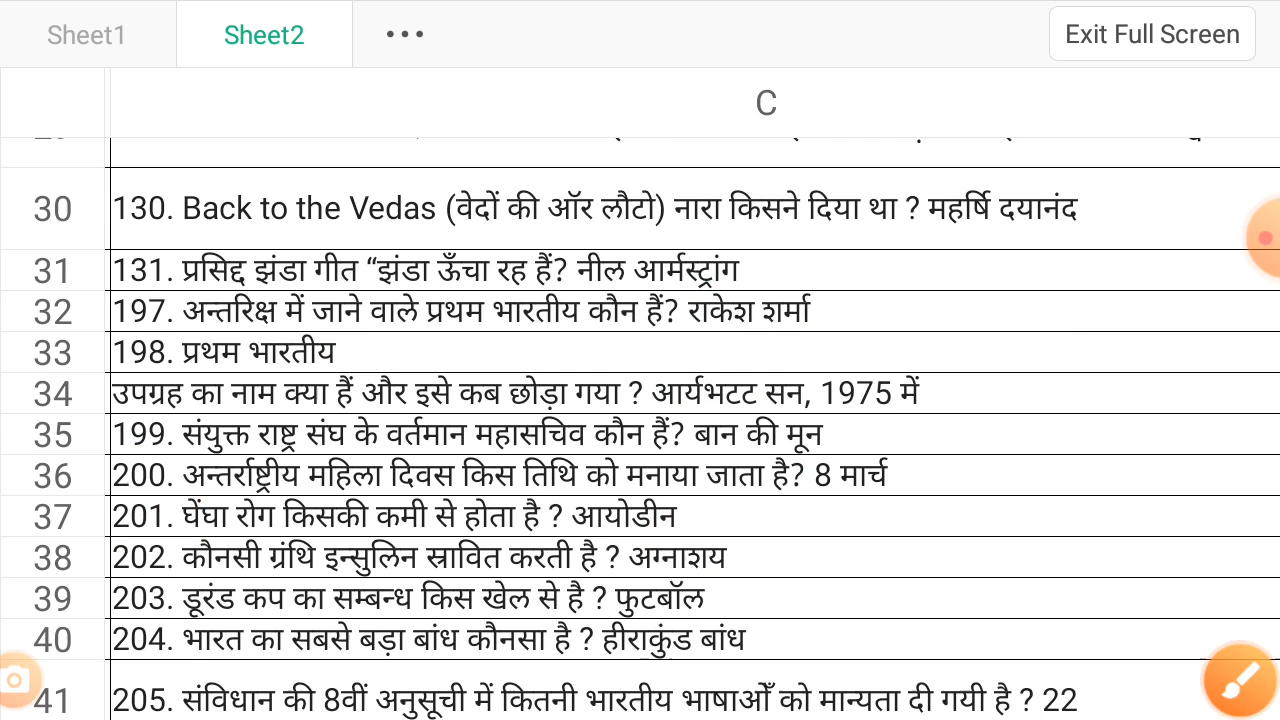 Sheet1 Sheet2 ••• Exit Full Screen
C
30 130. Back to the Vedas (वेदों की ऑर लौटो) नारा किसने दिया था ? महर्षि दयानंद
31 131. प्रसिद्द झंडा गीत “झंडा ऊँचा रह हैं? नील आर्मस्ट्रांग
32 197. अन्तरिक्ष में जाने वाले प्रथम भारतीय कौन हैं? राकेश शर्मा
33 198. प्रथम भारतीय
34 उपग्रह का नाम क्या हैं और इसे कब छोड़ा गया ? आर्यभटट सन, 1975 में
35 199. संयुक्त राष्ट्र संघ के वर्तमान महासचिव कौन हैं? बान की मून
36 200. अन्तर्राष्ट्रीय महिला दिवस किस तिथि को मनाया जाता है? 8 मार्च
37 201. घेंघा रोग किसकी कमी से होता है ? आयोडीन
38 202. कौनसी ग्रंथि इन्सुलिन स्रावित करती है ? अग्नाशय
39 203. डूरंड कप का सम्बन्ध किस खेल से है ? फुटबॉल
40 204. भारत का सबसे बड़ा बांध कौनसा है ? हीराकुंड बांध
41 205. संविधान की 8वीं अनुसूची में कितनी भारतीय भाषाओँ को मान्यता दी गयी है ? 22